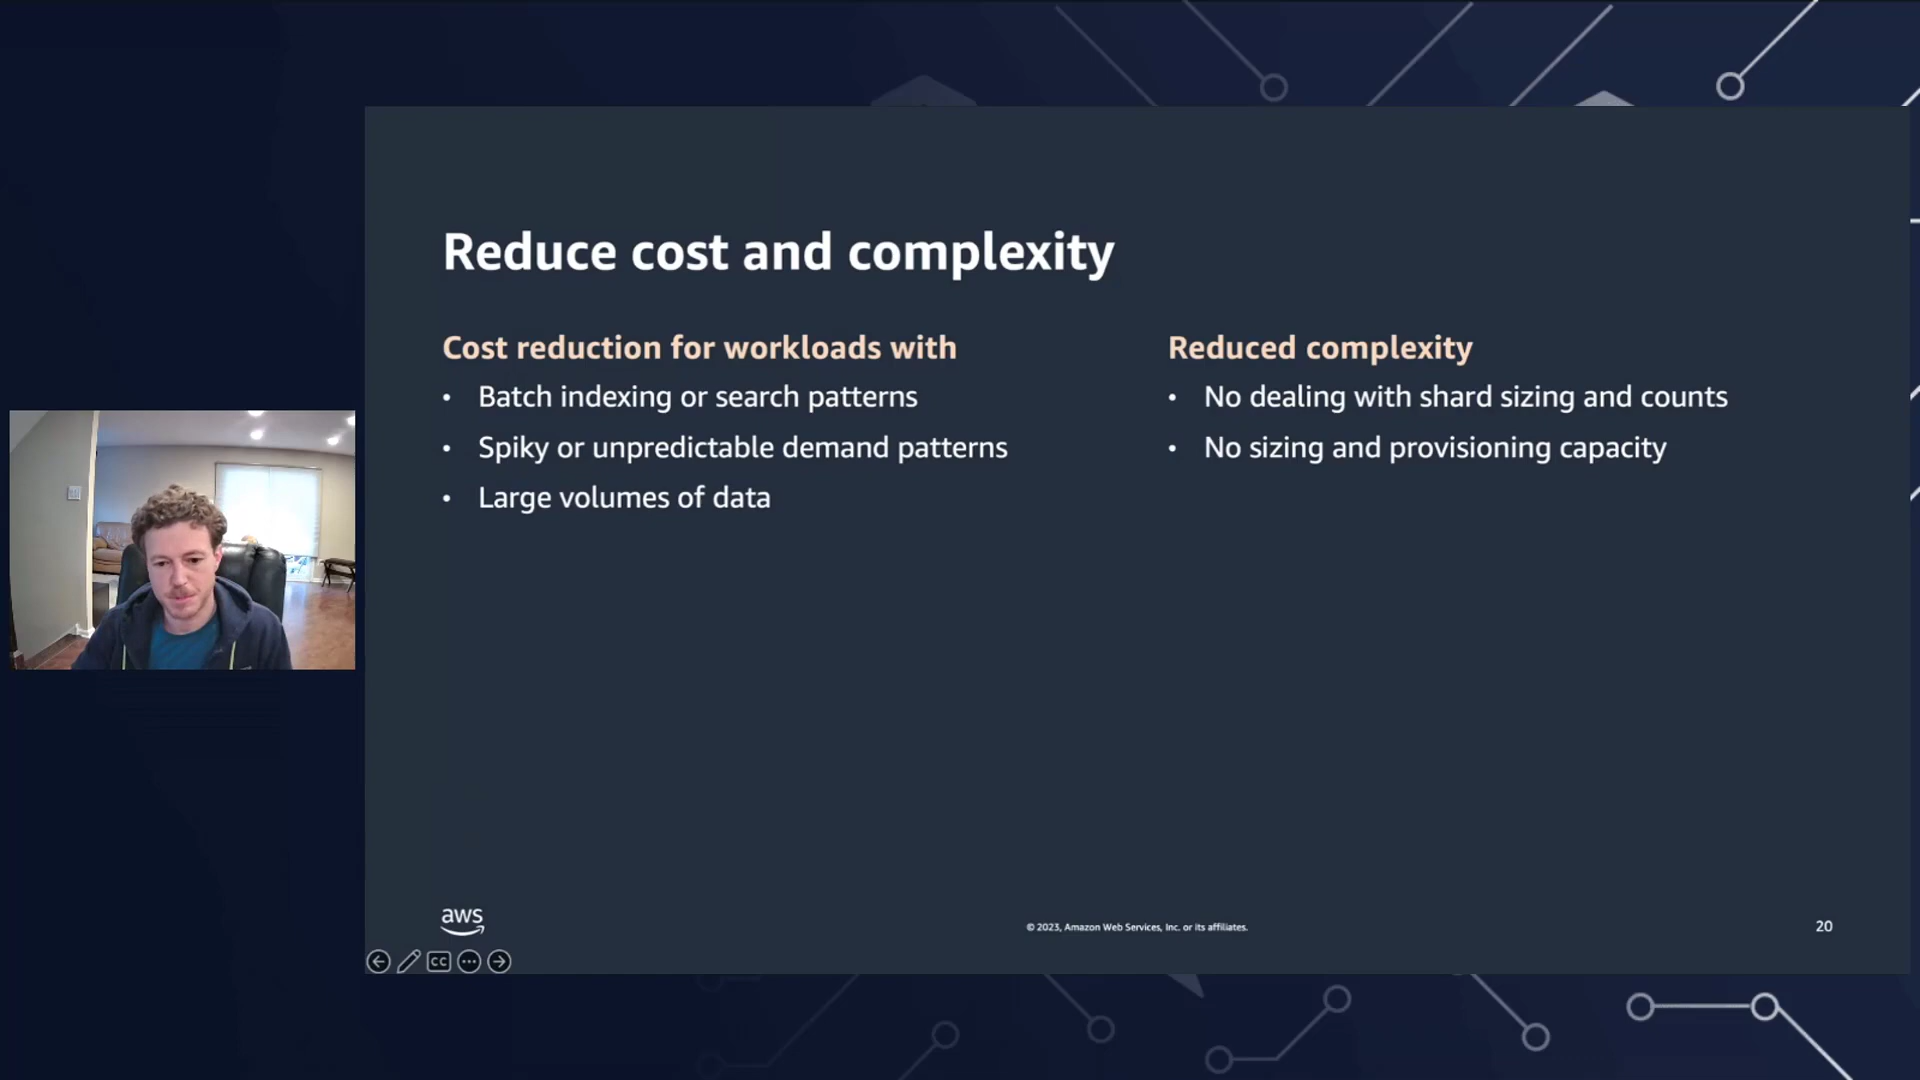 Reduce cost and complexity
Cost reduction for workloads with
• Batch indexing or search patterns
• Spiky or unpredictable demand patterns
• Large volumes of data
Reduced complexity
• No dealing with shard sizing and counts
• No sizing and provisioning capacity
aws
© 2023, Amazon Web Services, Inc. or its affiliates.
20
CC